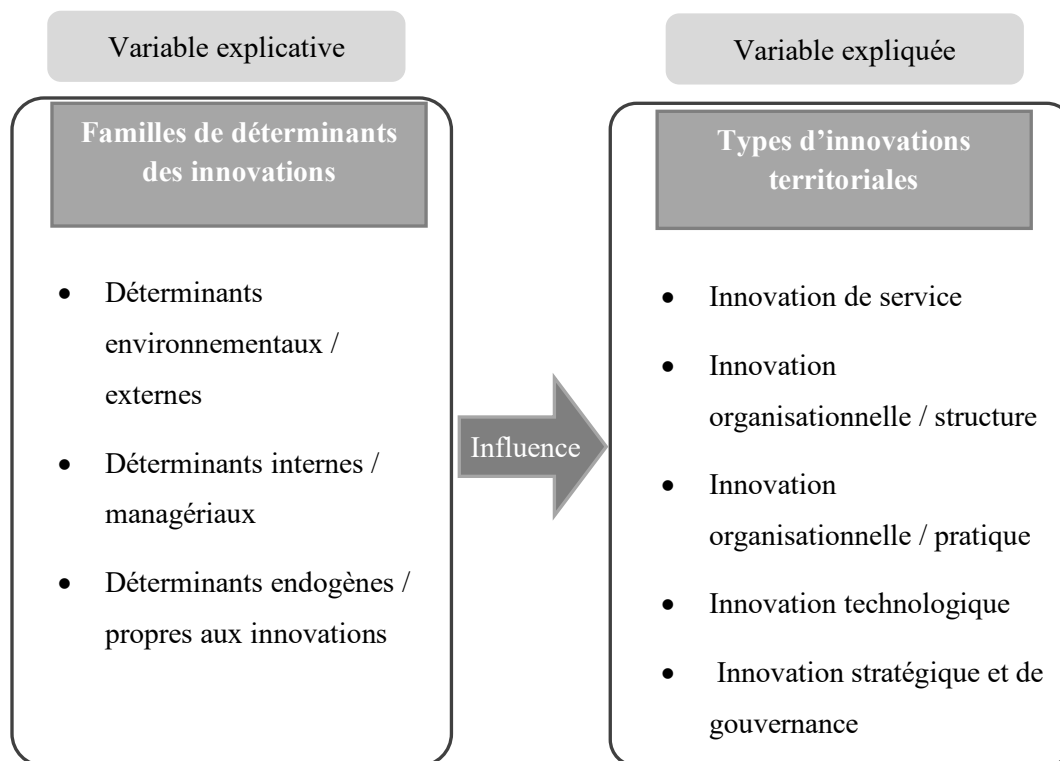 Variable explicative
Familles de déterminants
des innovations
• Déterminants
environnementaux /
externes
• Déterminants internes /
managériaux
• Déterminants endogènes /
propres aux innovations
Influence
Variable expliquée
Types d’innovations
territoriales
• Innovation de service
• Innovation
organisationnelle / structure
• Innovation
organisationnelle / pratique
• Innovation technologique
• Innovation stratégique et de
gouvernance